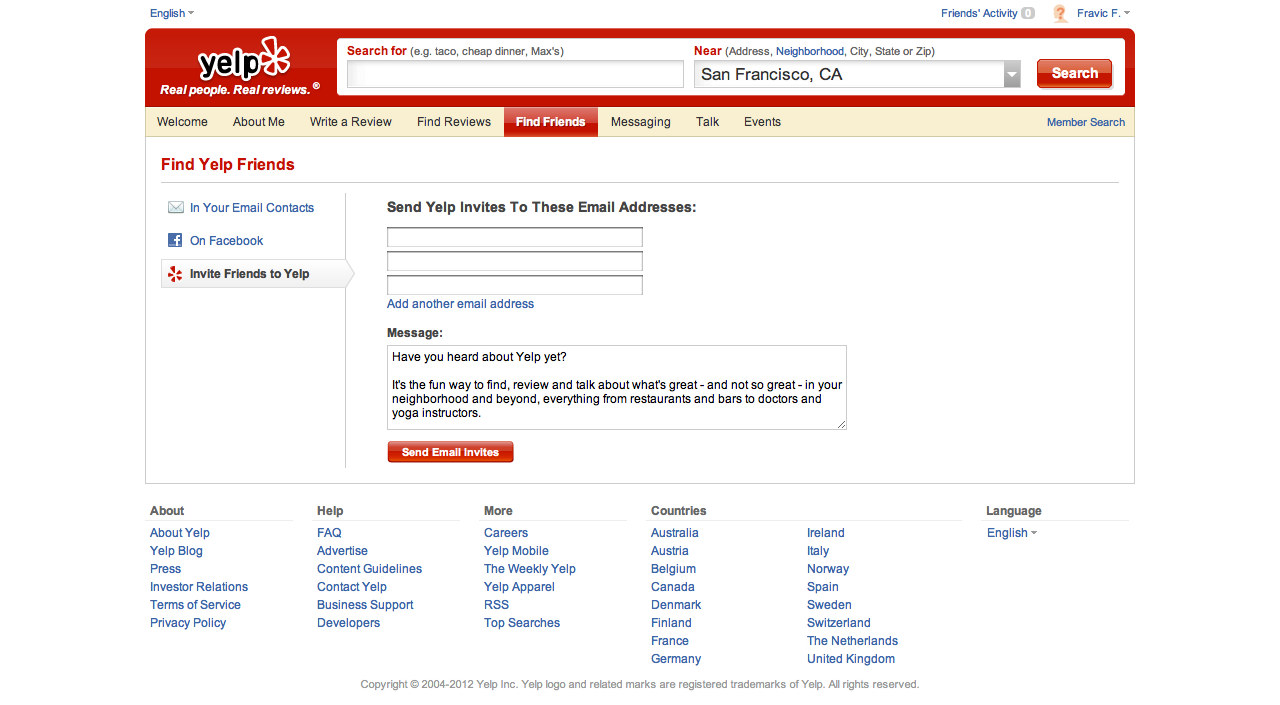 English
Friends' Activity 0
Fravic F.
yelp
Real people. Real reviews.®
Search for (e.g. taco, cheap dinner, Max's)
Near (Address, Neighborhood, City, State or Zip)
San Francisco, CA
Search
Welcome
About Me
Write a Review
Find Reviews
Find Friends
Messaging
Talk
Events
Member Search
Find Yelp Friends
In Your Email Contacts
On Facebook
Invite Friends to Yelp
Send Yelp Invites To These Email Addresses:
Add another email address
Message:
Have you heard about Yelp yet?
It's the fun way to find, review and talk about what's great - and not so great - in your
neighborhood and beyond, everything from restaurants and bars to doctors and
yoga instructors.
Send Email Invites
About
About Yelp
Yelp Blog
Press
Investor Relations
Terms of Service
Privacy Policy
Help
FAQ
Advertise
Content Guidelines
Contact Yelp
Business Support
Developers
More
Careers
Yelp Mobile
The Weekly Yelp
Yelp Apparel
RSS
Top Searches
Countries
Australia
Austria
Belgium
Canada
Denmark
Finland
France
Germany
Ireland
Italy
Norway
Spain
Sweden
Switzerland
The Netherlands
United Kingdom
Language
English
Copyright © 2004-2012 Yelp Inc. Yelp logo and related marks are registered trademarks of Yelp. All rights reserved.